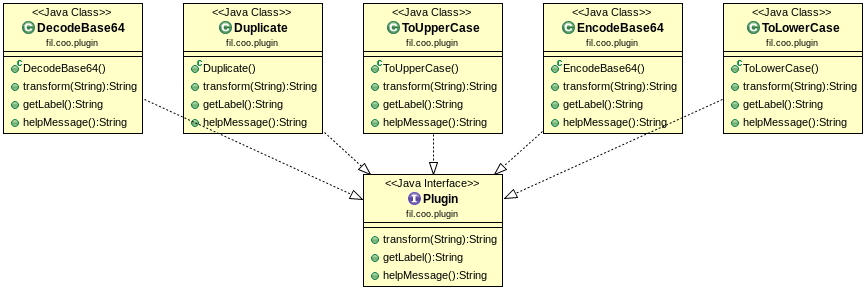 <<Java Class>>
DecodeBase64
fil.coo.plugin
DecodeBase64()
transform(String):String
getLabel():String
helpMessage():String
<<Java Class>>
Duplicate
fil.coo.plugin
Duplicate()
transform(String):String
getLabel():String
helpMessage():String
<<Java Class>>
ToUpperCase
fil.coo.plugin
ToUpperCase()
transform(String):String
getLabel():String
helpMessage():String
<<Java Class>>
EncodeBase64
fil.coo.plugin
EncodeBase64()
transform(String):String
getLabel():String
helpMessage():String
<<Java Class>>
ToLowerCase
fil.coo.plugin
ToLowerCase()
transform(String):String
getLabel():String
helpMessage():String
<<Java Interface>>
Plugin
fil.coo.plugin
transform(String):String
getLabel():String
helpMessage():String